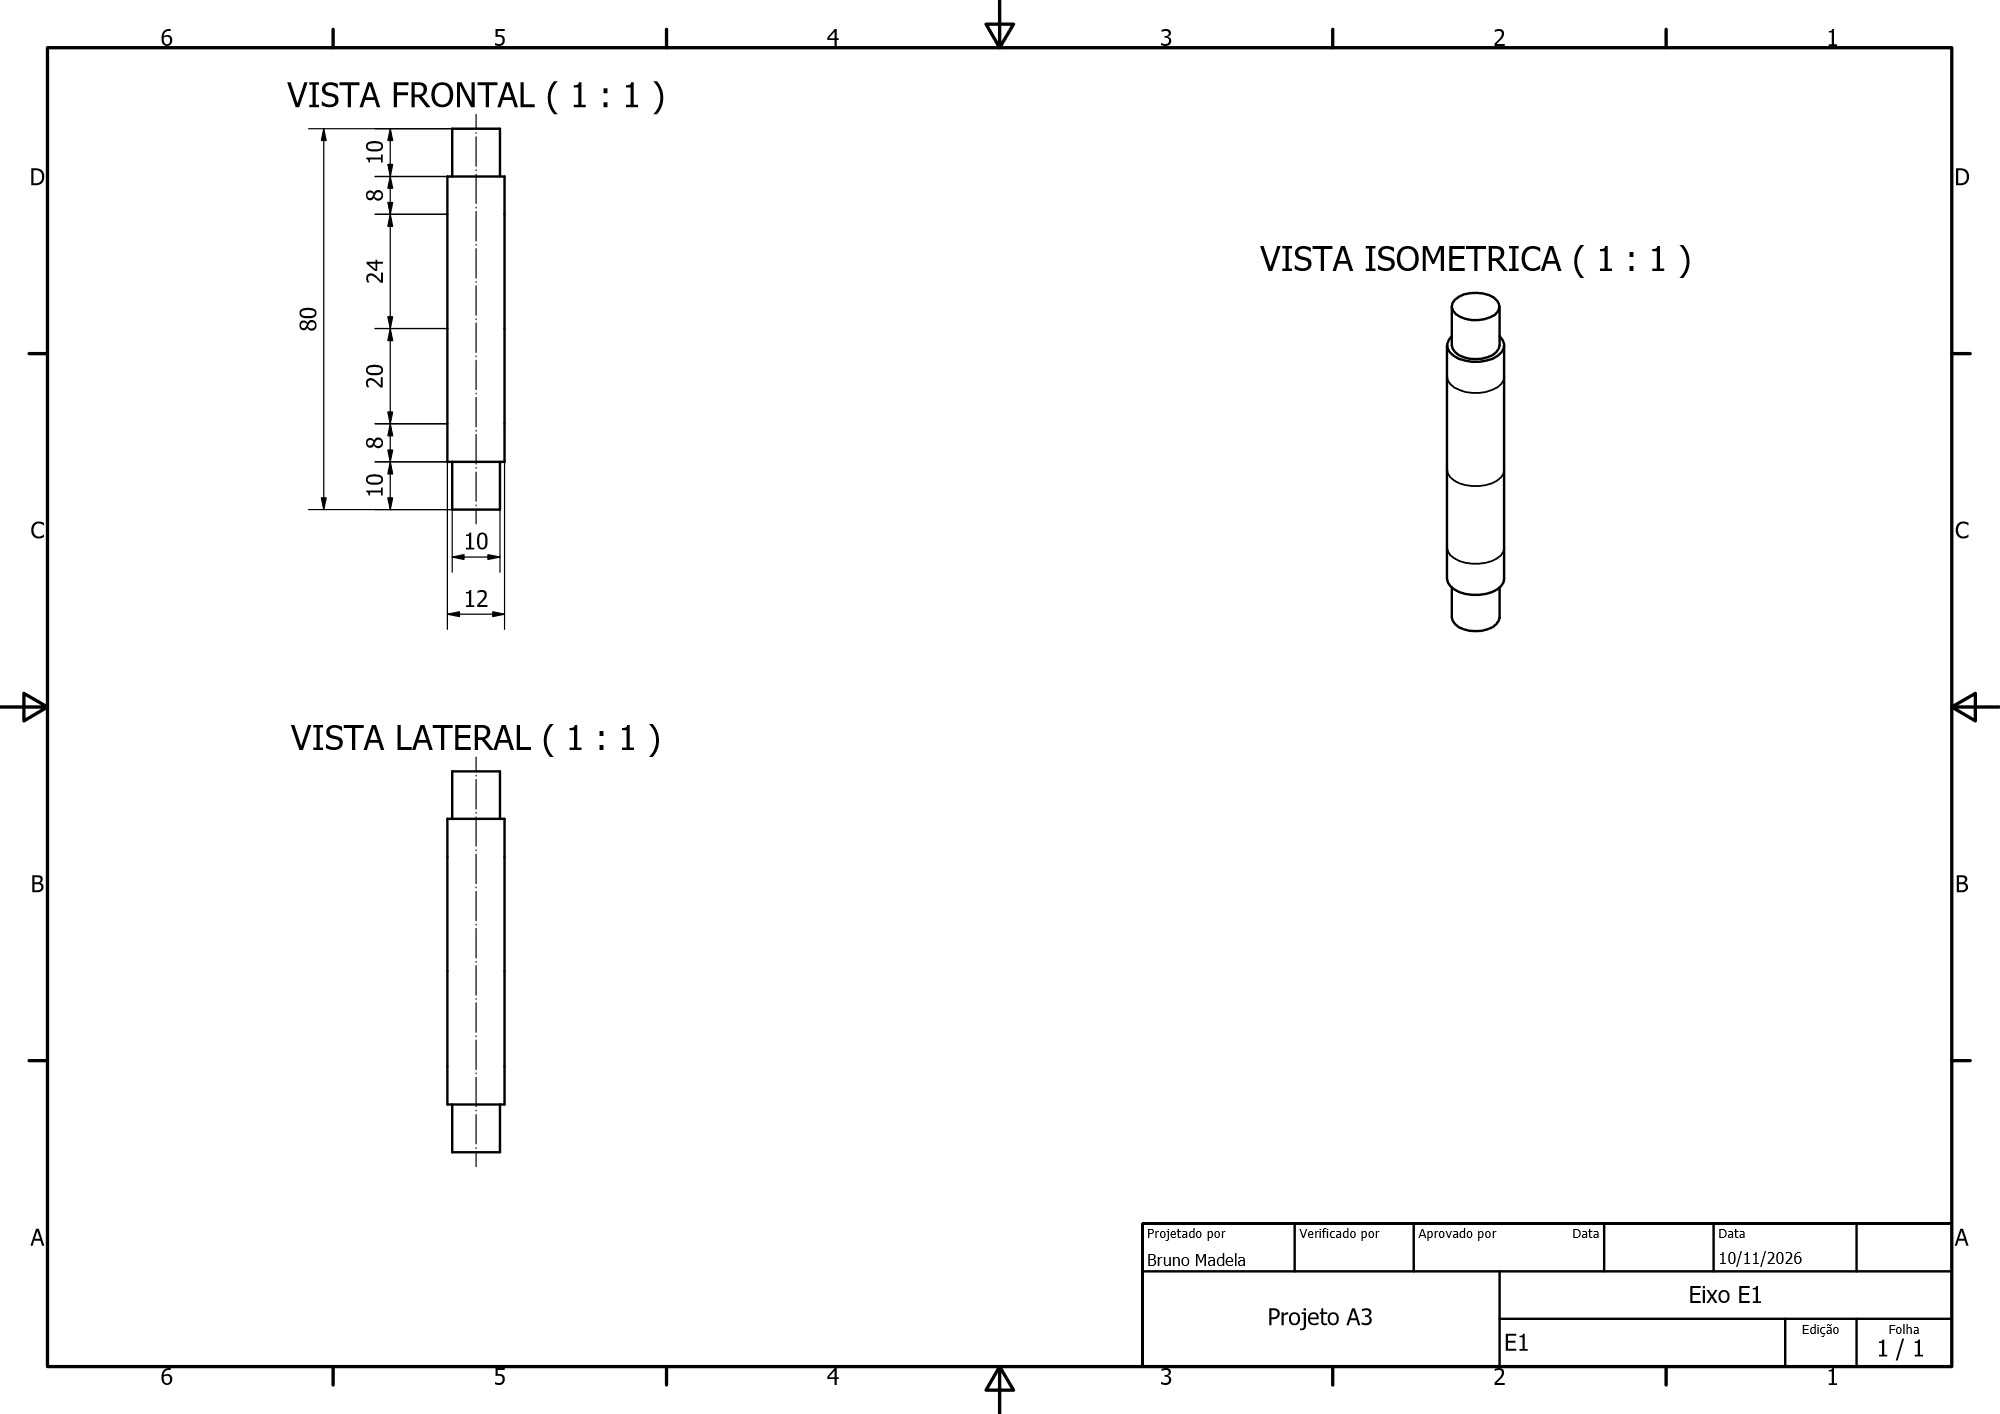 6 5 4 3 2 1
VISTA FRONTAL ( 1 : 1 )
10
D
D
8
24
VISTA ISOMETRICA ( 1 : 1 )
80
20
8
10
C
C
10
12
VISTA LATERAL ( 1 : 1 )
B
B
A
A
Projetado por Verificado por Aprovado por Data Data
Bruno Madela 10/11/2026
Eixo E1
Projeto A3
Edição Folha
E1 1 / 1
6 5 4 3 2 1